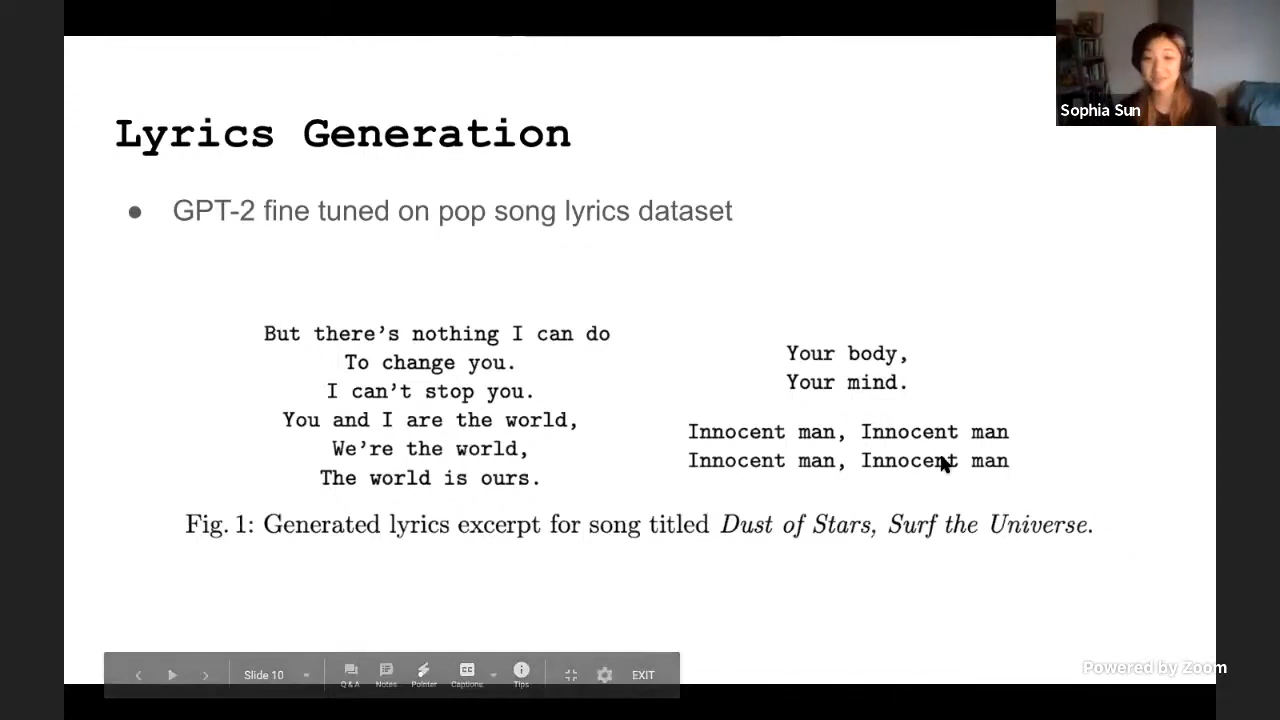 Sophia Sun
Lyrics Generation
● GPT-2 fine tuned on pop song lyrics dataset
But there's nothing I can do
To change you.
I can't stop you.
You and I are the world,
We're the world,
The world is ours.
Your body,
Your mind.
Innocent man, Innocent man
Innocent man, Innocent man
Fig. 1: Generated lyrics excerpt for song titled Dust of Stars, Surf the Universe.
Slide 10
Q&A
Notes
Pointer
Captions
Tips
EXIT
Powered by Zoom